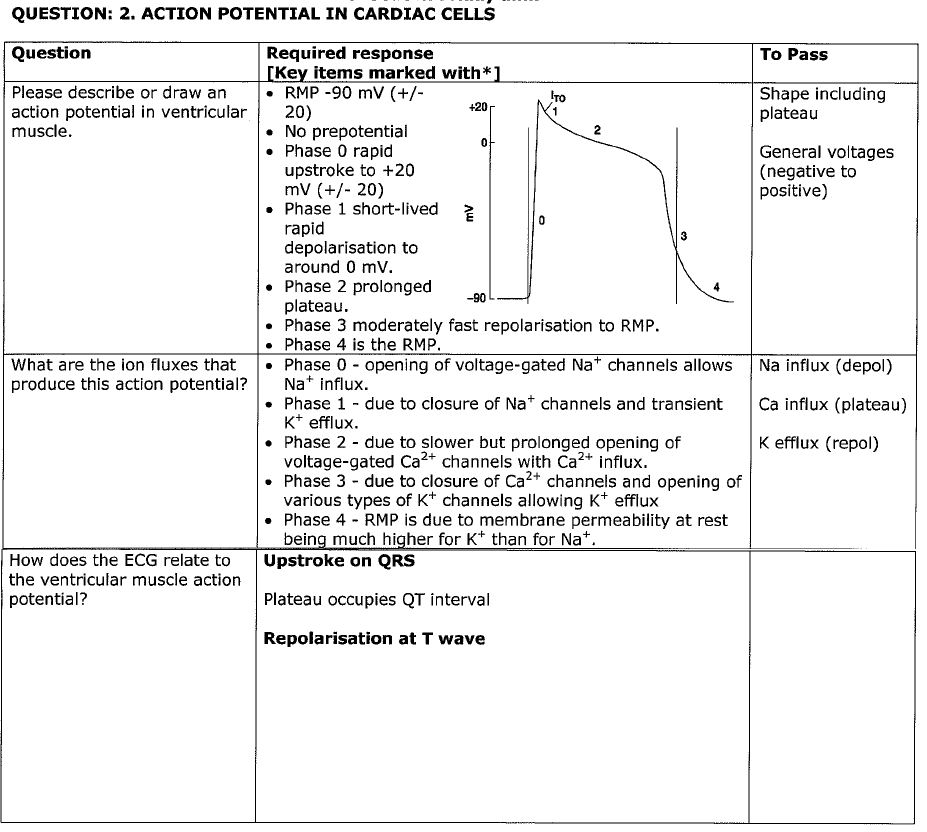 QUESTION: 2. ACTION POTENTIAL IN CARDIAC CELLS
Question
Required response
[Key items marked with*]
To Pass
Please describe or draw an
action potential in ventricular
muscle.
• RMP -90 mV (+/-
20)
• No prepotential
• Phase 0 rapid
upstroke to +20
mV (+/- 20)
• Phase 1 short-lived
rapid
depolarisation to
around 0 mV.
• Phase 2 prolonged
plateau.
• Phase 3 moderately fast repolarisation to RMP.
• Phase 4 is the RMP.
+20
0
mV
-90
ITO
1
2
0
3
4
Shape including
plateau
General voltages
(negative to
positive)
What are the ion fluxes that
produce this action potential?
• Phase 0 - opening of voltage-gated Na⁺ channels allows
Na⁺ influx.
• Phase 1 - due to closure of Na⁺ channels and transient
K⁺ efflux.
• Phase 2 - due to slower but prolonged opening of
voltage-gated Ca²⁺ channels with Ca²⁺ influx.
• Phase 3 - due to closure of Ca²⁺ channels and opening of
various types of K⁺ channels allowing K⁺ efflux
• Phase 4 - RMP is due to membrane permeability at rest
being much higher for K⁺ than for Na⁺.
Na influx (depol)
Ca influx (plateau)
K efflux (repol)
How does the ECG relate to
the ventricular muscle action
potential?
Upstroke on QRS
Plateau occupies QT interval
Repolarisation at T wave